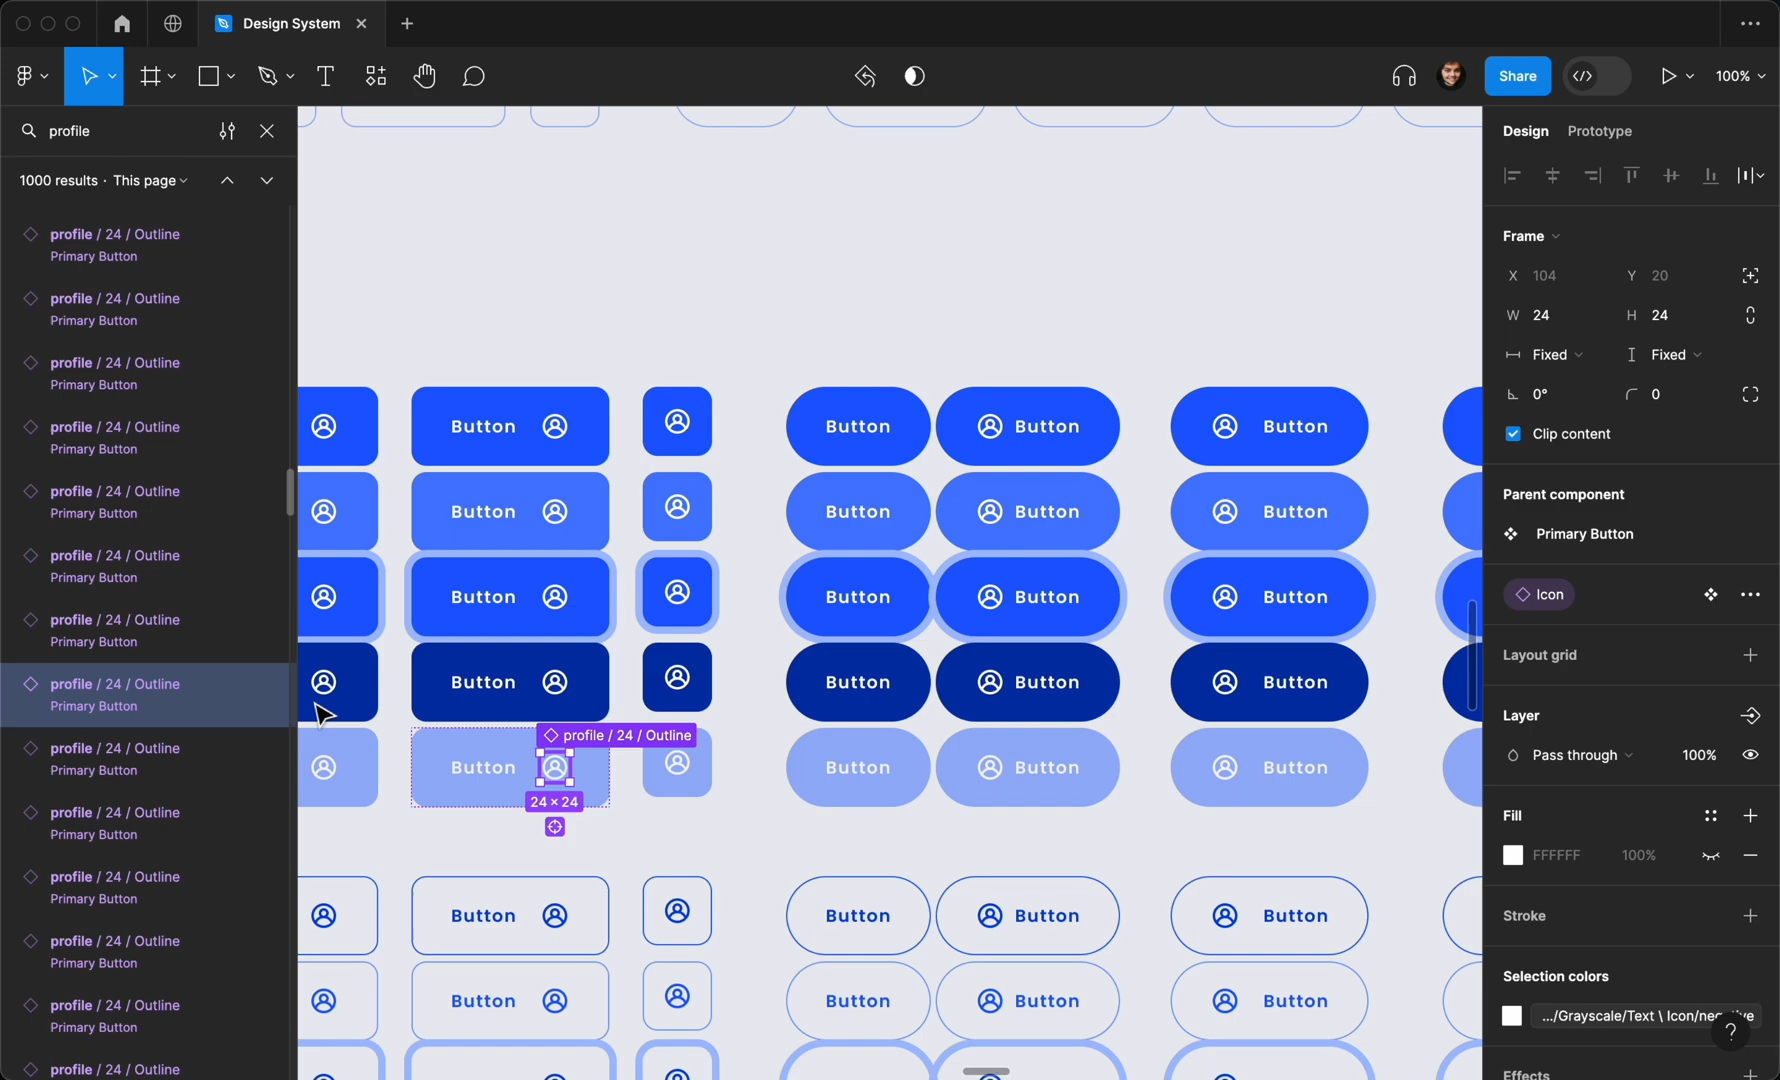 Design System
Share
100%
profile
1000 results · This page
profile / 24 / Outline
Primary Button
profile / 24 / Outline
Primary Button
profile / 24 / Outline
Primary Button
profile / 24 / Outline
Primary Button
profile / 24 / Outline
Primary Button
profile / 24 / Outline
Primary Button
profile / 24 / Outline
Primary Button
profile / 24 / Outline
Primary Button
profile / 24 / Outline
Primary Button
profile / 24 / Outline
Primary Button
profile / 24 / Outline
Primary Button
profile / 24 / Outline
Primary Button
profile / 24 / Outline
Primary Button
profile / 24 / Outline
Button Button Button Button
Button Button Button Button
Button Button Button Button
Button Button Button Button
profile / 24 / Outline
Button Button Button Button
24 × 24
Button Button Button Button
Button Button Button Button
Design Prototype
Frame
X 104 Y 20
W 24 H 24
Fixed Fixed
0° 0
Clip content
Parent component
Primary Button
Icon
Layout grid
Layer
Pass through 100%
Fill
FFFFFF 100%
Stroke
Selection colors
.../Grayscale/Text \ Icon/
?
Effects